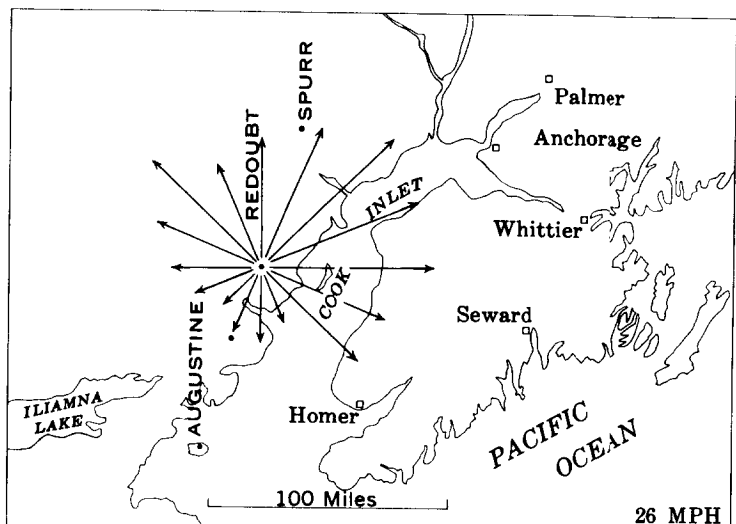 SPURR
Palmer
REDOUBT
Anchorage
INLET
Whittier
COOK
Seward
AUGUSTINE
ILIAMNA
LAKE
Homer
PACIFIC
OCEAN
100 Miles
26 MPH